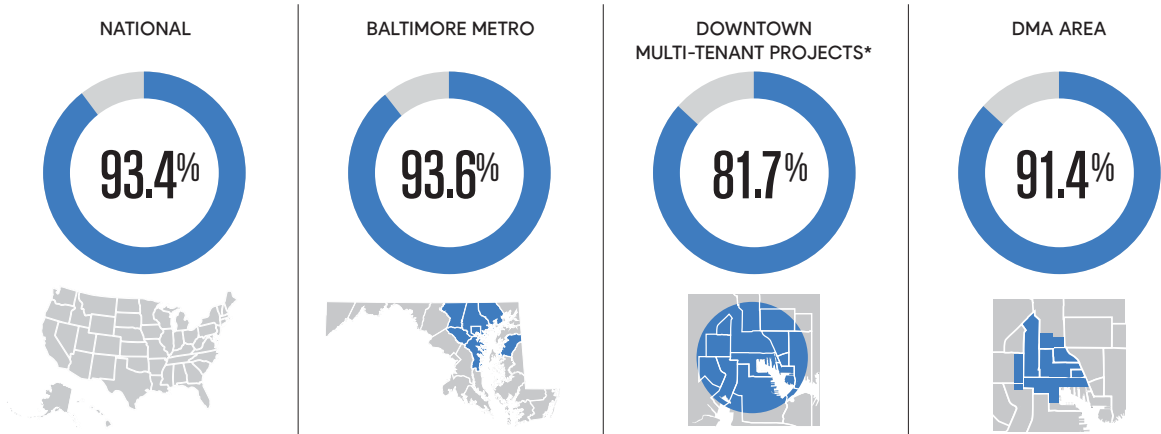 NATIONAL
93.4%
BALTIMORE METRO
93.6%
DOWNTOWN
MULTI-TENANT PROJECTS*
81.7%
DMA AREA
91.4%